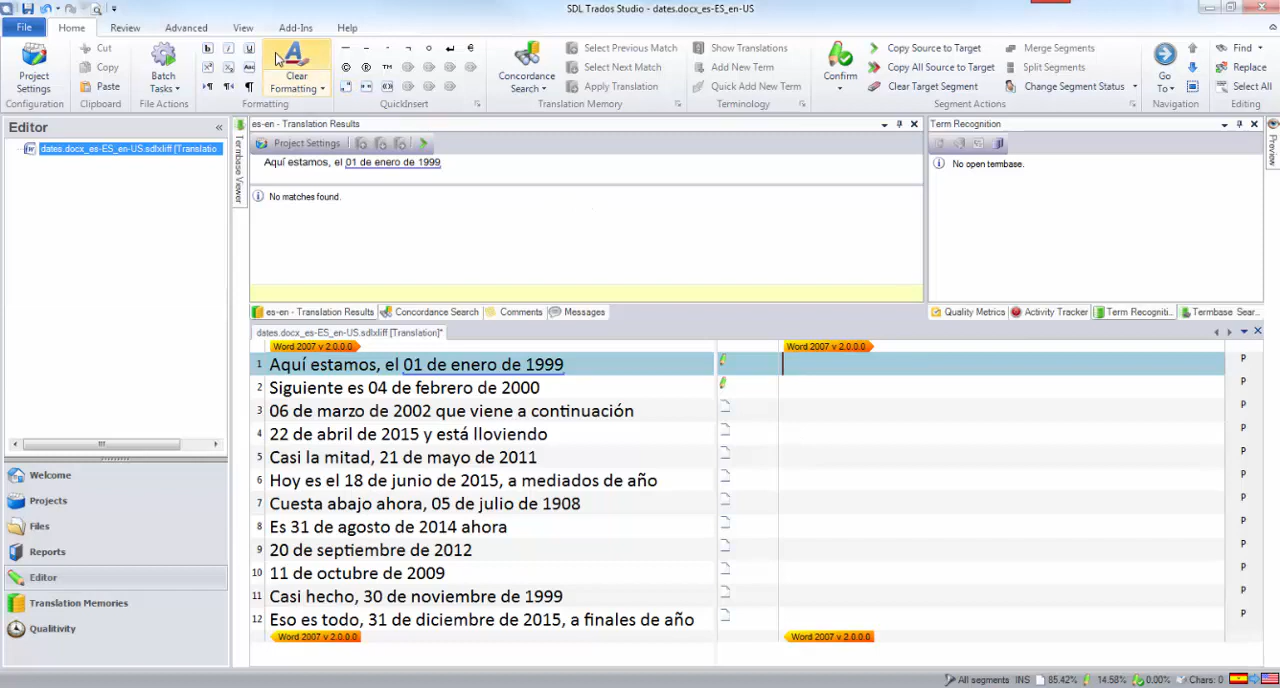 SDL Trados Studio - dates.docx_es-ES_en-US
File Home Review Advanced View Add-Ins Help
Project Settings
Configuration
Cut
Copy
Paste
Clipboard
Batch Tasks
File Actions
Clear Formatting
Formatting
QuickInsert
Concordance Search
Select Previous Match
Select Next Match
Apply Translation
Translation Memory
Show Translations
Add New Term
Quick Add New Term
Terminology
Confirm
Copy Source to Target
Copy All Source to Target
Clear Target Segment
Merge Segments
Split Segments
Change Segment Status
Segment Actions
Go To
Navigation
Find
Replace
Select All
Editing
Editor
dates.docx_es-ES_en-US.sdlxliff [Translatio
Welcome
Projects
Files
Reports
Editor
Translation Memories
Qualitivity
Termbase Viewer
es-en - Translation Results
Project Settings
Aquí estamos, el 01 de enero de 1999
No matches found.
Term Recognition
No open termbase.
Preview
es-en - Translation Results Concordance Search Comments Messages
Quality Metrics Activity Tracker Term Recogniti... Termbase Sear...
dates.docx_es-ES_en-US.sdlxliff [Translation]*
Word 2007 v 2.0.0.0 Word 2007 v 2.0.0.0
1 Aquí estamos, el 01 de enero de 1999 P
2 Siguiente es 04 de febrero de 2000 P
3 06 de marzo de 2002 que viene a continuación P
4 22 de abril de 2015 y está lloviendo P
5 Casi la mitad, 21 de mayo de 2011 P
6 Hoy es el 18 de junio de 2015, a mediados de año P
7 Cuesta abajo ahora, 05 de julio de 1908 P
8 Es 31 de agosto de 2014 ahora P
9 20 de septiembre de 2012 P
10 11 de octubre de 2009 P
11 Casi hecho, 30 de noviembre de 1999 P
12 Eso es todo, 31 de diciembre de 2015, a finales de año P
Word 2007 v 2.0.0.0 Word 2007 v 2.0.0.0
All segments INS 85.42% 14.58% 0.00% Chars: 0